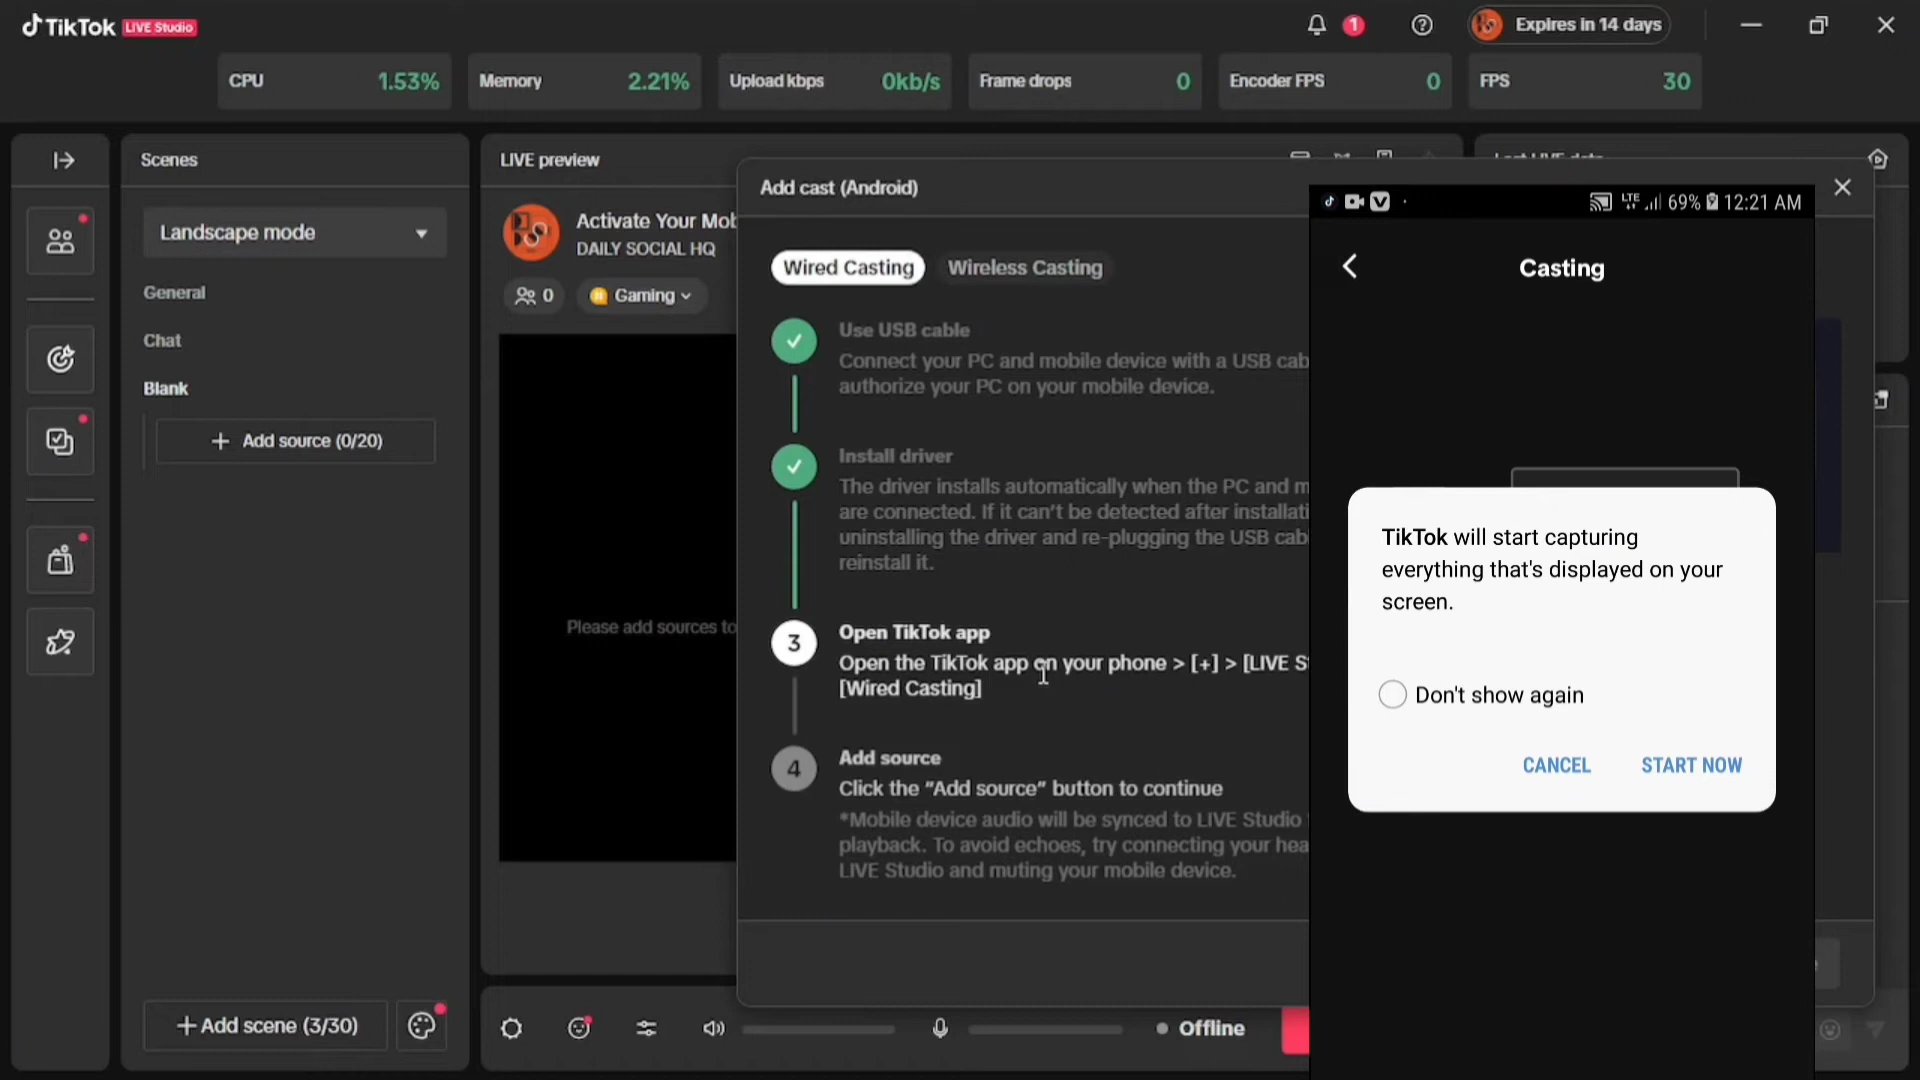 TikTok LIVE Studio
1
Expires in 14 days
CPU 1.53%
Memory 2.21%
Upload kbps 0kb/s
Frame drops 0
Encoder FPS 0
FPS 30
Scenes
Landscape mode
General
Chat
Blank
+ Add source (0/20)
+ Add scene (3/30)
LIVE preview
Activate Your Mob
DAILY SOCIAL HQ
0
Gaming
Please add sources to
Add cast (Android)
Wired Casting
Wireless Casting
Use USB cable
Connect your PC and mobile device with a USB cab
authorize your PC on your mobile device.
Install driver
The driver installs automatically when the PC and m
are connected. If it can't be detected after installati
uninstalling the driver and re-plugging the USB cab
reinstall it.
3
Open TikTok app
Open the TikTok app on your phone > [+] > [LIVE S
[Wired Casting]
4
Add source
Click the "Add source" button to continue
*Mobile device audio will be synced to LIVE Studio
playback. To avoid echoes, try connecting your hea
LIVE Studio and muting your mobile device.
Offline
LTE 69% 12:21 AM
Casting
TikTok will start capturing
everything that's displayed on your
screen.
Don't show again
CANCEL
START NOW